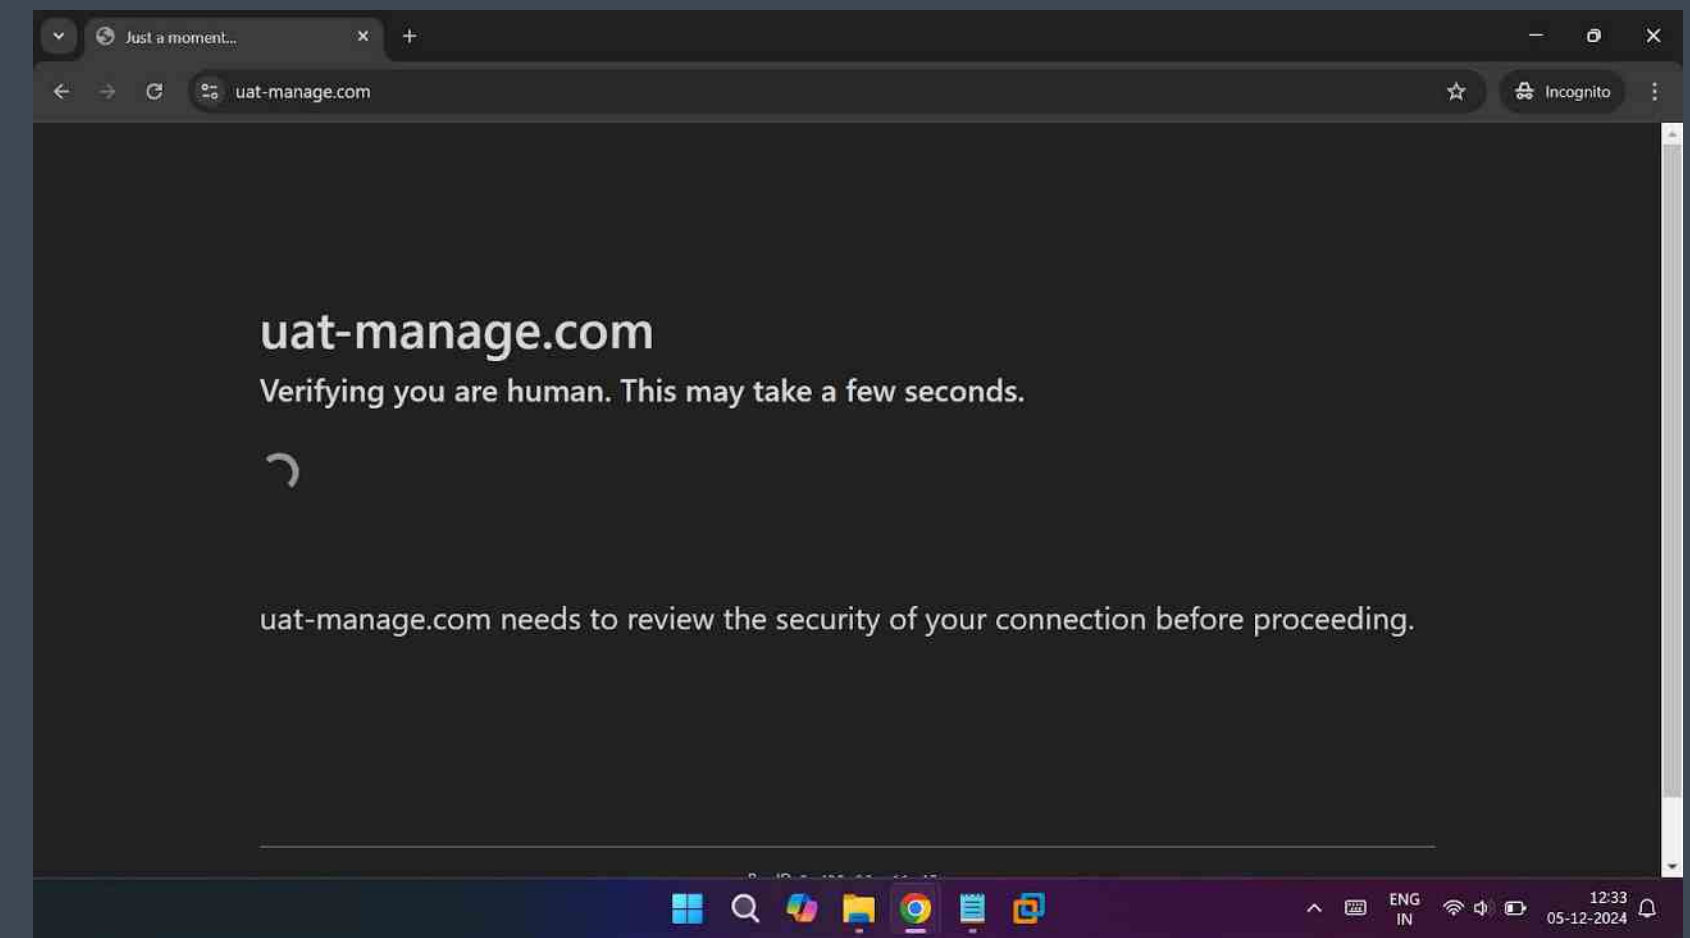 Just a moment...
uat-manage.com
Incognito
uat-manage.com
Verifying you are human. This may take a few seconds.
uat-manage.com needs to review the security of your connection before proceeding.
ENG
IN
12:33
05-12-2024